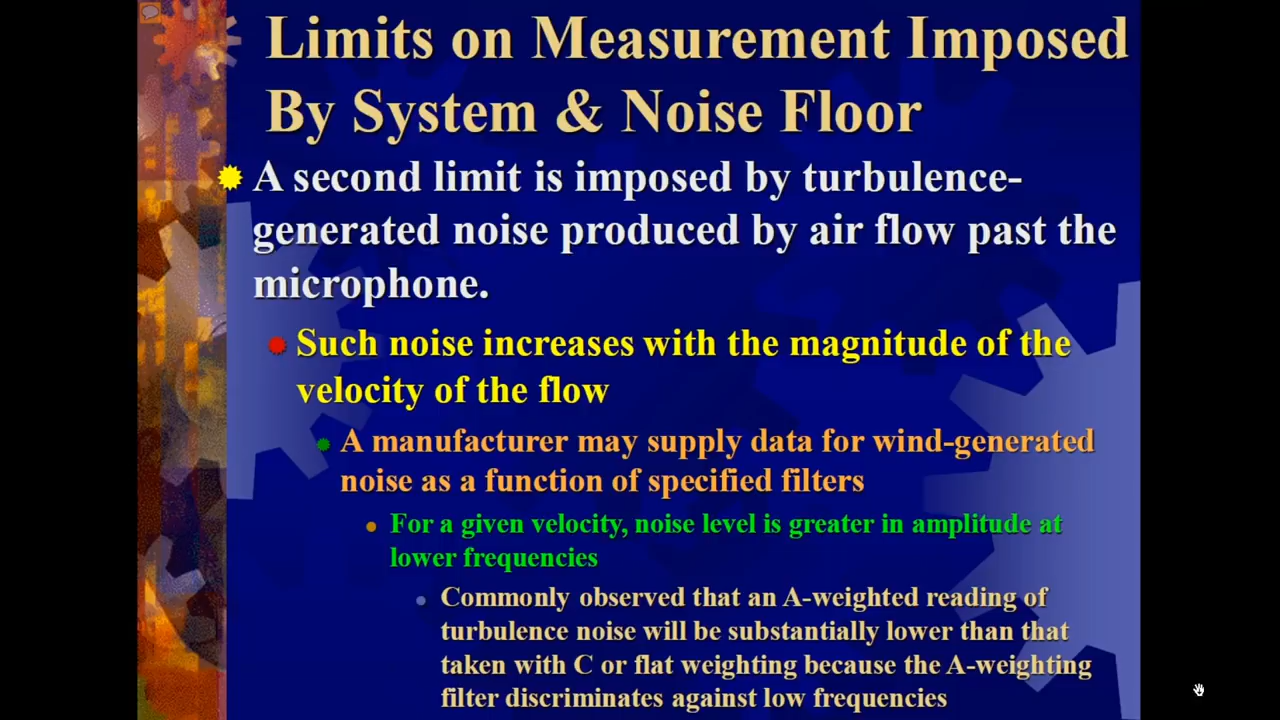 Limits on Measurement Imposed
By System & Noise Floor
A second limit is imposed by turbulence-
generated noise produced by air flow past the
microphone.
Such noise increases with the magnitude of the
velocity of the flow
A manufacturer may supply data for wind-generated
noise as a function of specified filters
For a given velocity, noise level is greater in amplitude at
lower frequencies
Commonly observed that an A-weighted reading of
turbulence noise will be substantially lower than that
taken with C or flat weighting because the A-weighting
filter discriminates against low frequencies